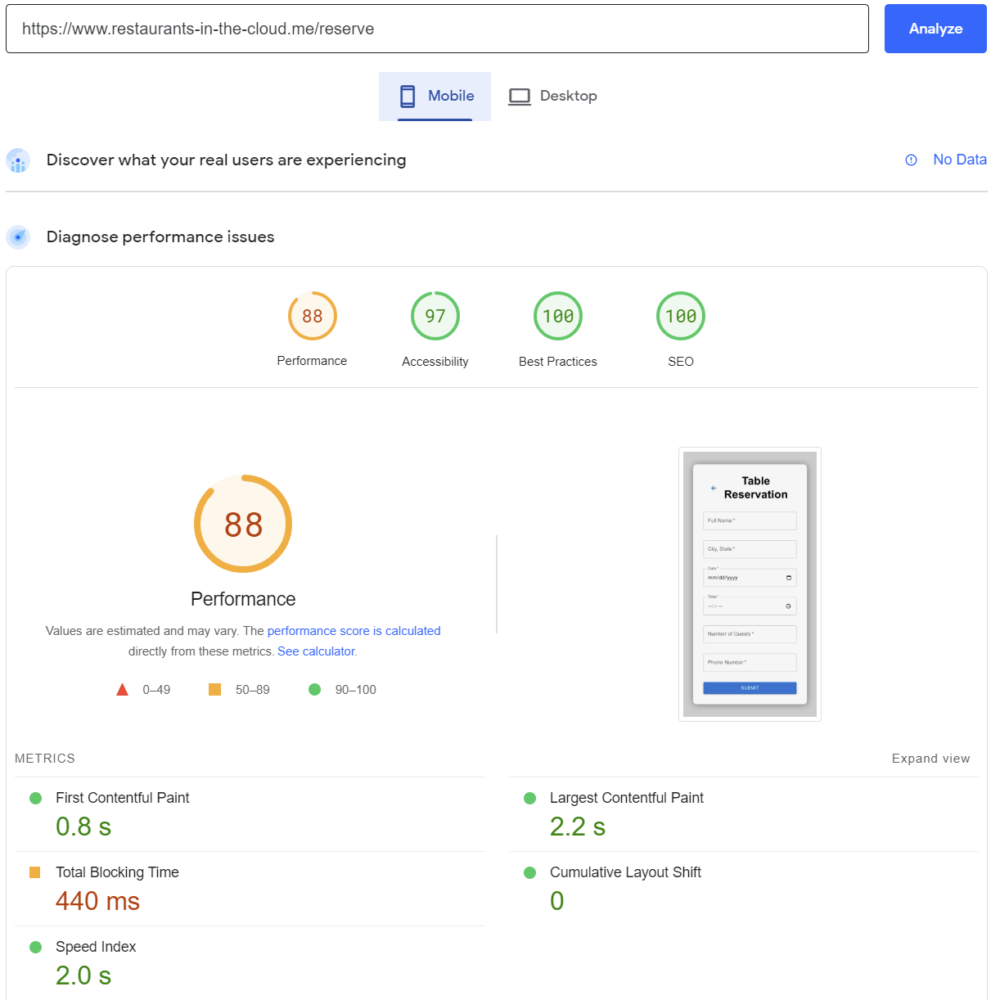 https://www.restaurants-in-the-cloud.me/reserve
Analyze
Mobile
Desktop
Discover what your real users are experiencing
No Data
Diagnose performance issues
88
97
100
100
Performance
Accessibility
Best Practices
SEO
88
Performance
Values are estimated and may vary. The performance score is calculated
directly from these metrics. See calculator.
0–49
50–89
90–100
Table
Reservation
Full Name *
City, State *
Date *
mm/dd/yyyy
Time *
--:-- --
Number of Guests *
Phone Number *
SUBMIT
METRICS
Expand view
First Contentful Paint
0.8 s
Largest Contentful Paint
2.2 s
Total Blocking Time
440 ms
Cumulative Layout Shift
0
Speed Index
2.0 s